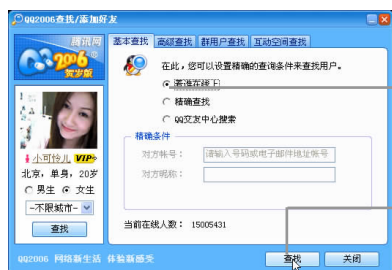 QQ2006查找/添加好友
腾讯网
QQ2006
贺岁版
小可怜儿 VIP
北京，单身，20岁
男生 女生
-不限城市-
查找
基本查找 高级查找 群用户查找 互动空间查找
在此，您可以设置精确的查询条件来查找用户。
看谁在线上
精确查找
QQ交友中心搜索
精确条件
对方帐号： 请输入号码或电子邮件地址帐号
对方昵称：
当前在线人数： 15005431
QQ2006 网络新生活 体验新感受
查找 关闭